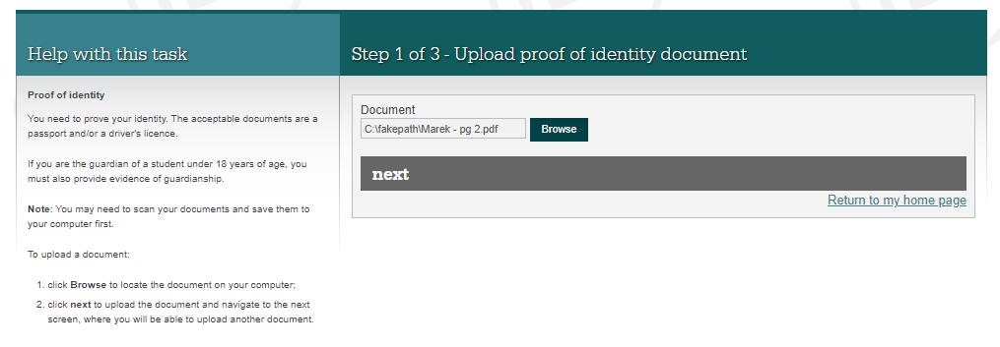 Help with this task
Step 1 of 3 - Upload proof of identity document
Proof of identity
You need to prove your identity. The acceptable documents are a
passport and/or a driver's licence.
If you are the guardian of a student under 18 years of age, you
must also provide evidence of guardianship.
Note: You may need to scan your documents and save them to
your computer first.
To upload a document:
1. click Browse to locate the document on your computer;
2. click next to upload the document and navigate to the next
screen, where you will be able to upload another document.
Document
C:\fakepath\Marek - pg 2.pdf
Browse
next
Return to my home page